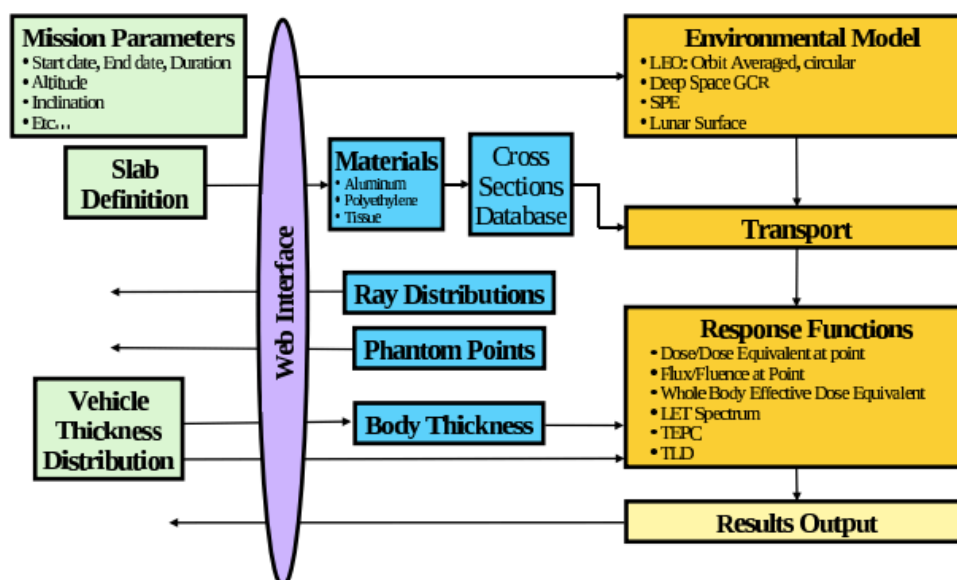 Mission Parameters
• Start date, End date, Duration
• Altitude
• Inclination
• Etc...
Environmental Model
• LEO: Orbit Averaged, circular
• Deep Space GCR
• SPE
• Lunar Surface
Slab
Definition
Materials
• Aluminum
• Polyethylene
• Tissue
Cross
Sections
Database
Transport
Web Interface
Ray Distributions
Phantom Points
Response Functions
• Dose/Dose Equivalent at point
• Flux/Fluence at Point
• Whole Body Effective Dose Equivalent
• LET Spectrum
• TEPC
• TLD
Vehicle
Thickness
Distribution
Body Thickness
Results Output